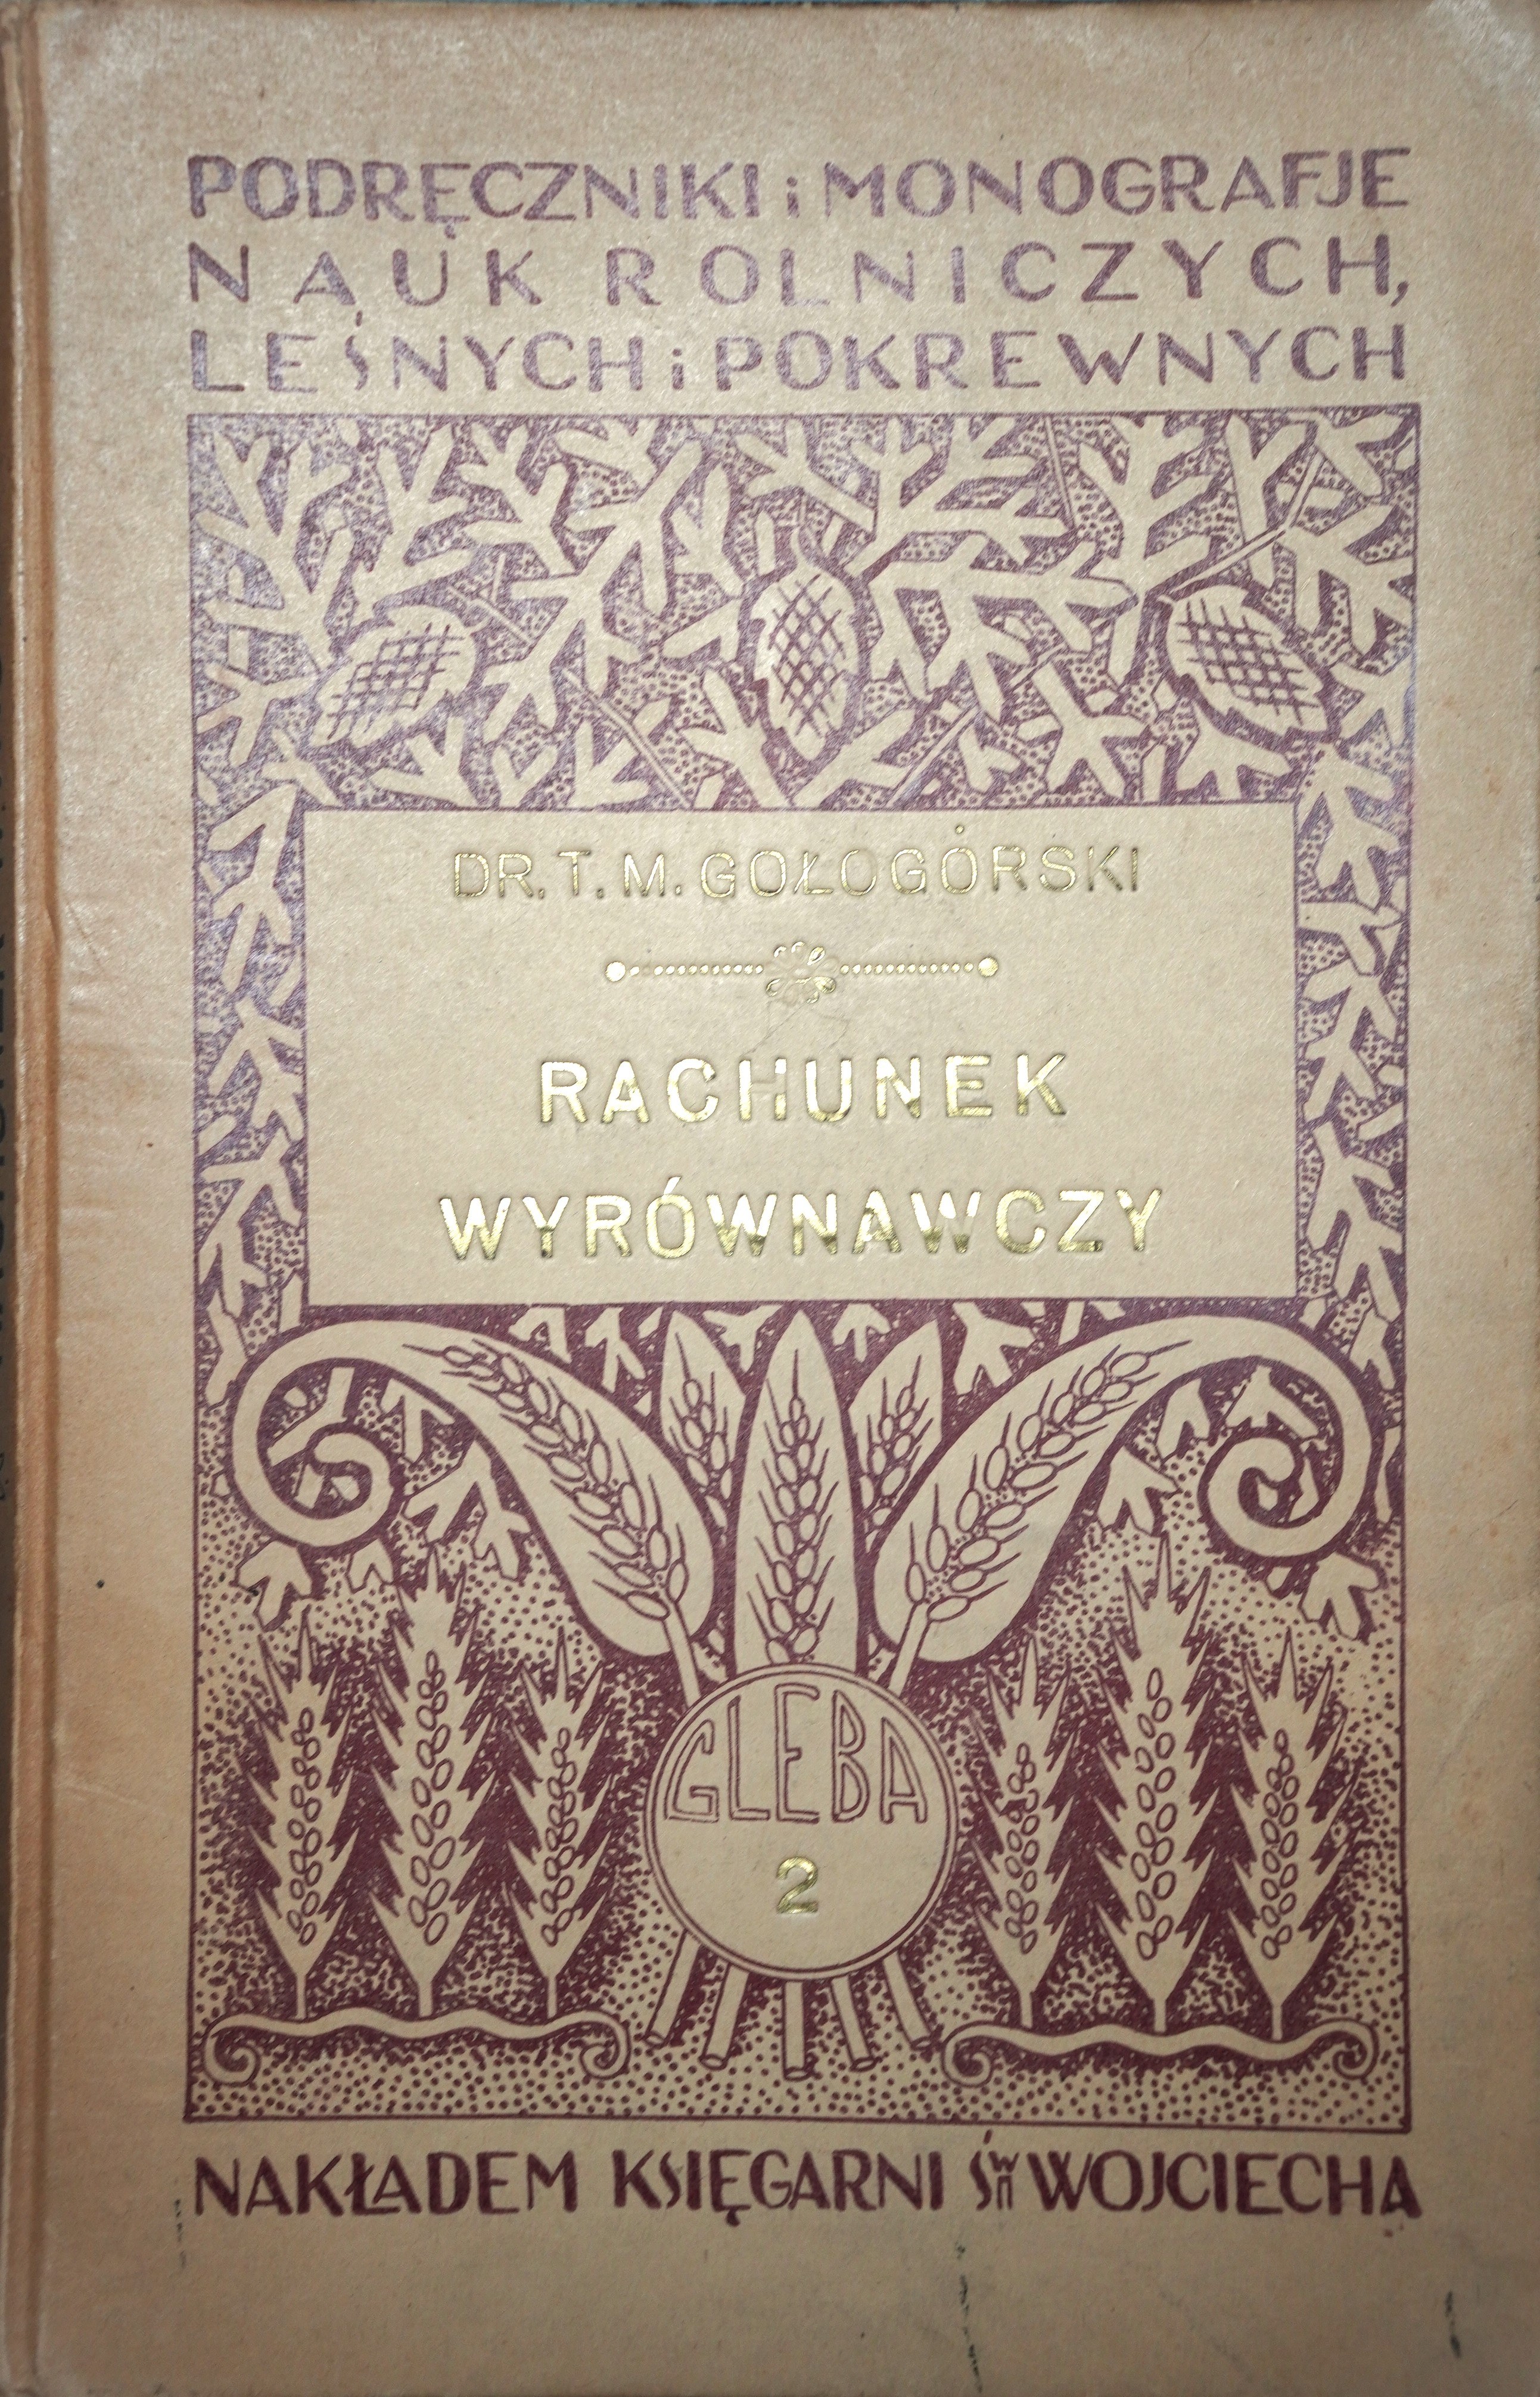 PODRĘCZNIKI i MONOGRAFJE
NAUK ROLNICZYCH,
LEŚNYCH i POKREWNYCH
DR. T. M. GOŁOGÓRSKI
RACHUNEK
WYRÓWNAWCZY
GLEBA
2
NAKŁADEM KSIĘGARNI ŚW WOJCIECHA